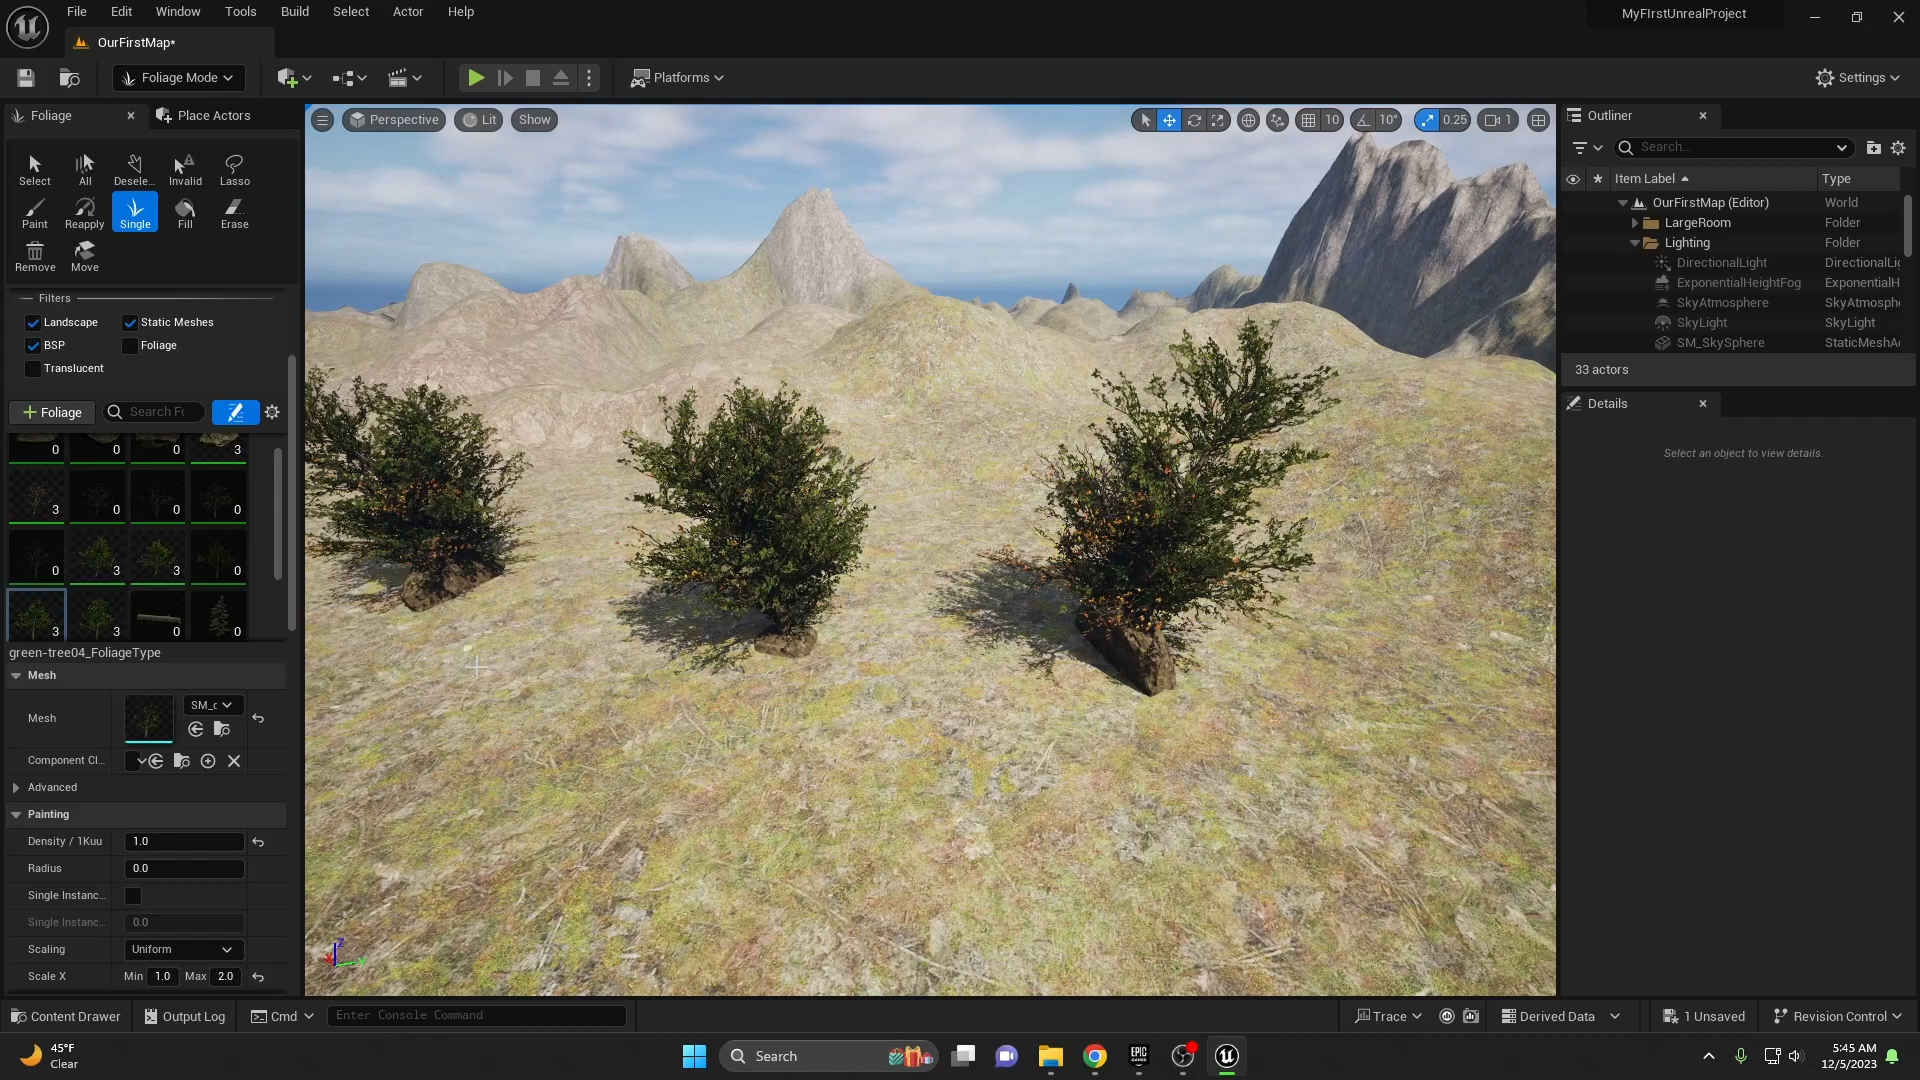 File Edit Window Tools Build Select Actor Help
MyFIrstUnrealProject
OurFirstMap*
Foliage Mode
Platforms
Settings
Foliage
Place Actors
Select All Desele... Invalid Lasso
Paint Reapply Single Fill Erase
Remove Move
Filters
Landscape Static Meshes
BSP Foliage
Translucent
Foliage
Search Fo
0 0 0 3
3 0 0 0
0 3 3 0
3 3 0 0
green-tree04_FoliageType
Mesh
Mesh SM_c
Component Cl...
Advanced
Painting
Density / 1Kuu 1.0
Radius 0.0
Single Instanc...
Single Instanc... 0.0
Scaling Uniform
Scale X Min 1.0 Max 2.0
Perspective Lit Show
10 10° 0.25 1
Z
Outliner
Search...
Item Label Type
OurFirstMap (Editor) World
LargeRoom Folder
Lighting Folder
DirectionalLight DirectionalLig
ExponentialHeightFog ExponentialH
SkyAtmosphere SkyAtmosphe
SkyLight SkyLight
SM_SkySphere StaticMeshA
33 actors
Details
Select an object to view details.
Content Drawer Output Log Cmd Enter Console Command
Trace Derived Data 1 Unsaved Revision Control
45°F
Clear
Search
EPIC
GAMES
5:45 AM
12/5/2023